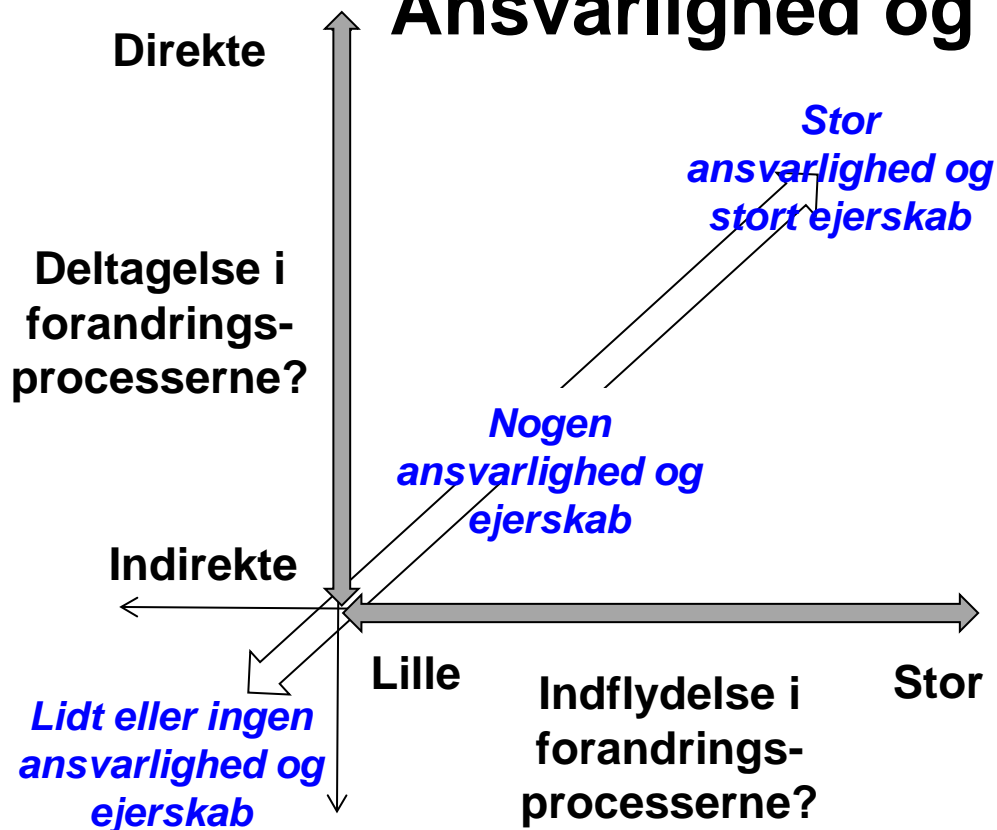 Ansvarlighed og
Direkte
Stor
ansvarlighed og
stort ejerskab
Deltagelse i
forandrings-
processerne?
Nogen
ansvarlighed og
ejerskab
Indirekte
Lille
Stor
Indflydelse i
forandrings-
processerne?
Lidt eller ingen
ansvarlighed og
ejerskab